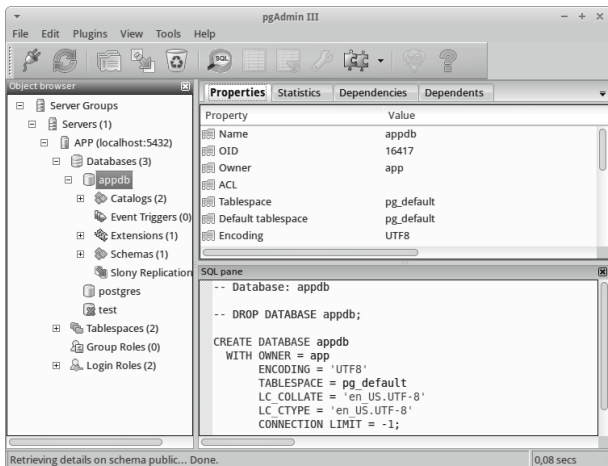 pgAdmin III
File Edit Plugins View Tools Help
SQL
Object browser
Server Groups
Servers (1)
APP (localhost:5432)
Databases (3)
appdb
Catalogs (2)
Event Triggers (0)
Extensions (1)
Schemas (1)
Slony Replication
postgres
test
Tablespaces (2)
Group Roles (0)
Login Roles (2)
Properties Statistics Dependencies Dependents
Property Value
Name appdb
OID 16417
Owner app
ACL
Tablespace pg_default
Default tablespace pg_default
Encoding UTF8
SQL pane
-- Database: appdb
-- DROP DATABASE appdb;
CREATE DATABASE appdb
WITH OWNER = app
ENCODING = 'UTF8'
TABLESPACE = pg_default
LC_COLLATE = 'en_US.UTF-8'
LC_CTYPE = 'en_US.UTF-8'
CONNECTION LIMIT = -1;
Retrieving details on schema public... Done. 0,08 secs